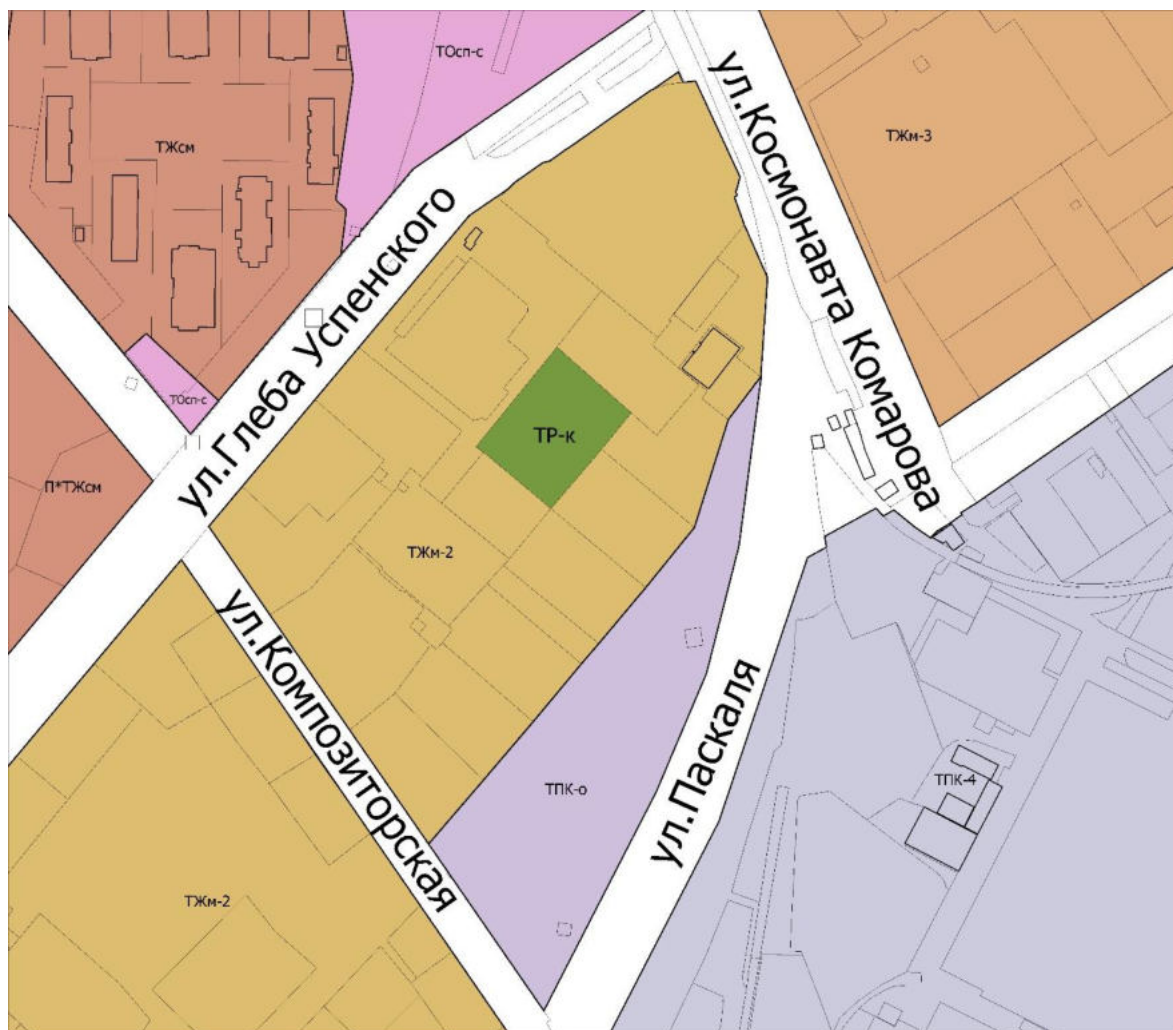 ТОсп-с
ул.Космонавта Комарова
ТЖсм
ТЖм-3
ул.Глеба Успенского
ТОсп-с
ТР-к
П*ТЖсм
ТЖм-2
ул.Композиторская
ул.Паскаля
ТПК-о
ТПК-4
ТЖм-2